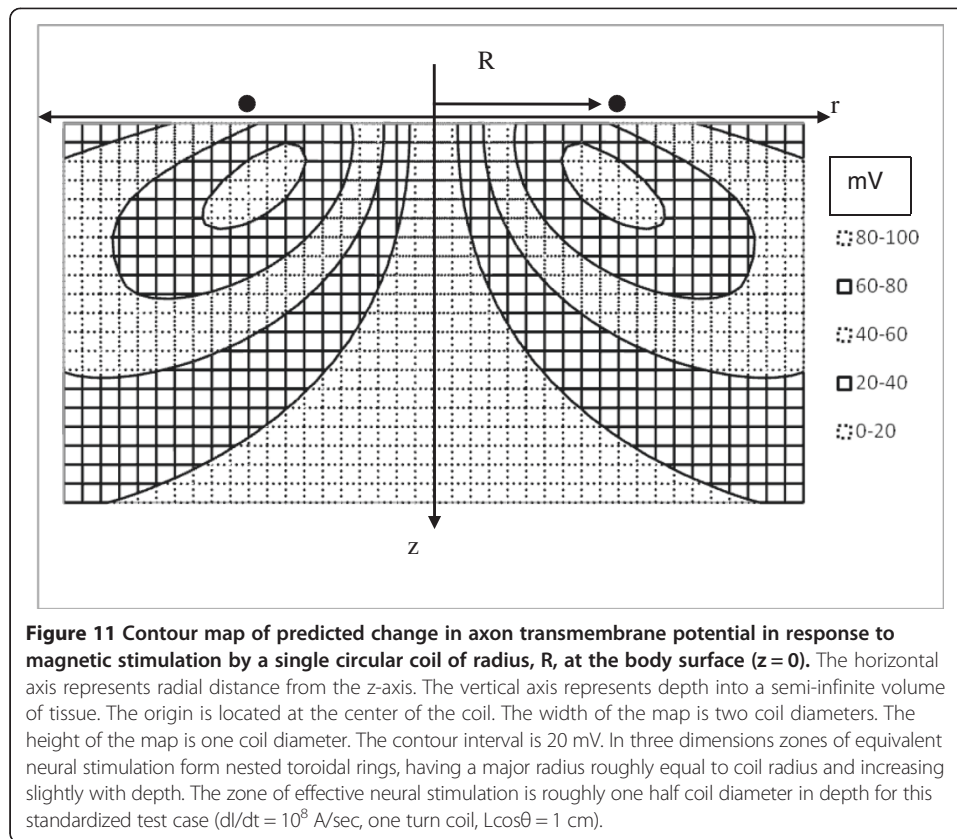 R
r
mV
80-100
60-80
40-60
20-40
0-20
z
Figure 11 Contour map of predicted change in axon transmembrane potential in response to
magnetic stimulation by a single circular coil of radius, R, at the body surface (z = 0). The horizontal
axis represents radial distance from the z-axis. The vertical axis represents depth into a semi-infinite volume
of tissue. The origin is located at the center of the coil. The width of the map is two coil diameters. The
height of the map is one coil diameter. The contour interval is 20 mV. In three dimensions zones of equivalent
neural stimulation form nested toroidal rings, having a major radius roughly equal to coil radius and increasing
slightly with depth. The zone of effective neural stimulation is roughly one half coil diameter in depth for this
standardized test case (dI/dt = 10⁸ A/sec, one turn coil, Lcosθ = 1 cm).